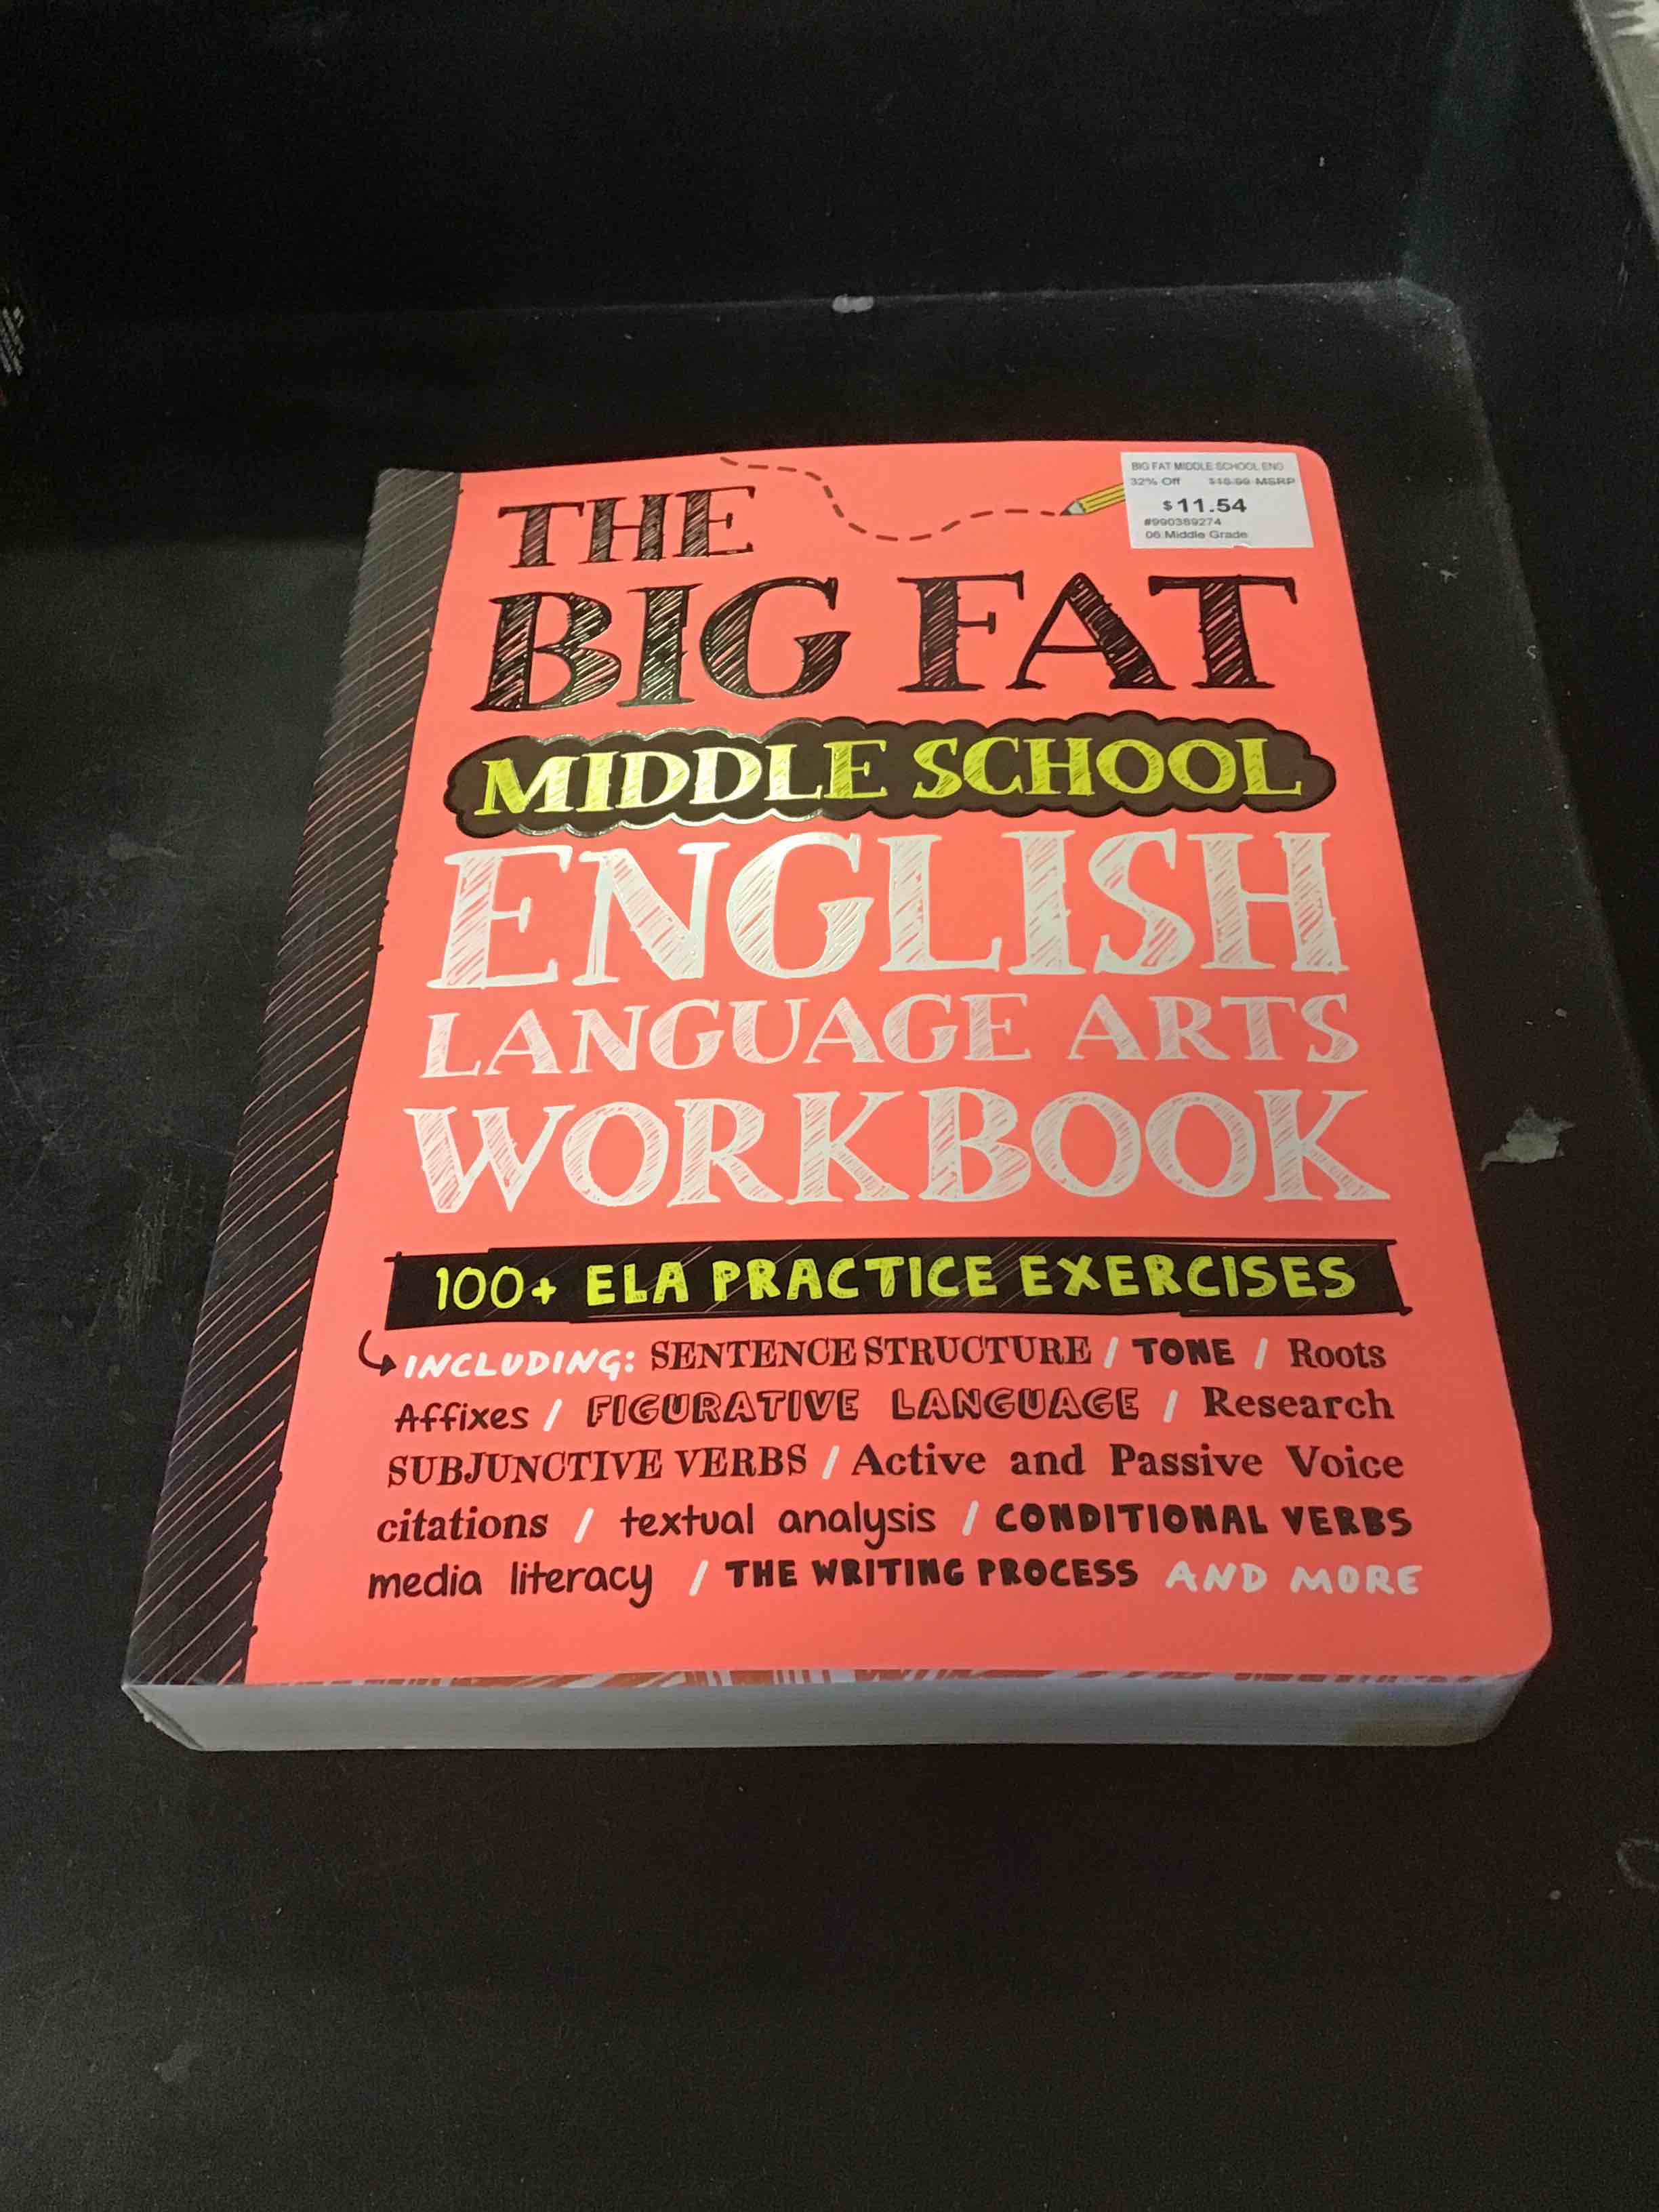 BIG FAT MIDDLE SCHOOL ENG
32% Off $16.99 MSRP
$11.54
#990389274
06 Middle Grade
THE
BIG FAT
MIDDLE SCHOOL
ENGLISH
LANGUAGE ARTS
WORKBOOK
100+ ELA PRACTICE EXERCISES
INCLUDING: SENTENCE STRUCTURE / TONE / Roots
Affixes / FIGURATIVE LANGUAGE / Research
SUBJUNCTIVE VERBS / Active and Passive Voice
citations / textual analysis / CONDITIONAL VERBS
media literacy / THE WRITING PROCESS AND MORE